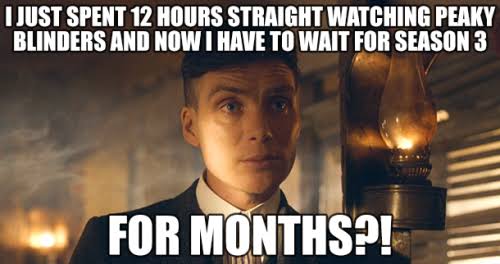 I JUST SPENT 12 HOURS STRAIGHT WATCHING PEAKY
BLINDERS AND NOW I HAVE TO WAIT FOR SEASON 3
FOR MONTHS?!